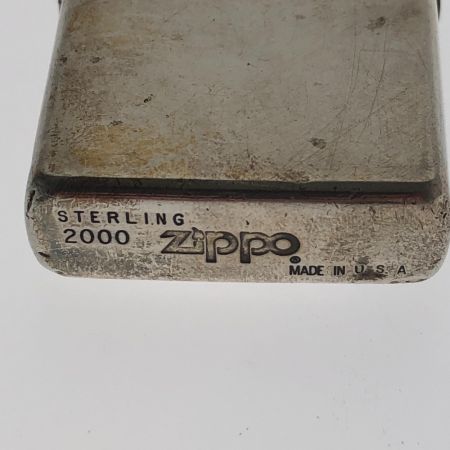 STERLING
2000 Zippo®
MADE IN U S A